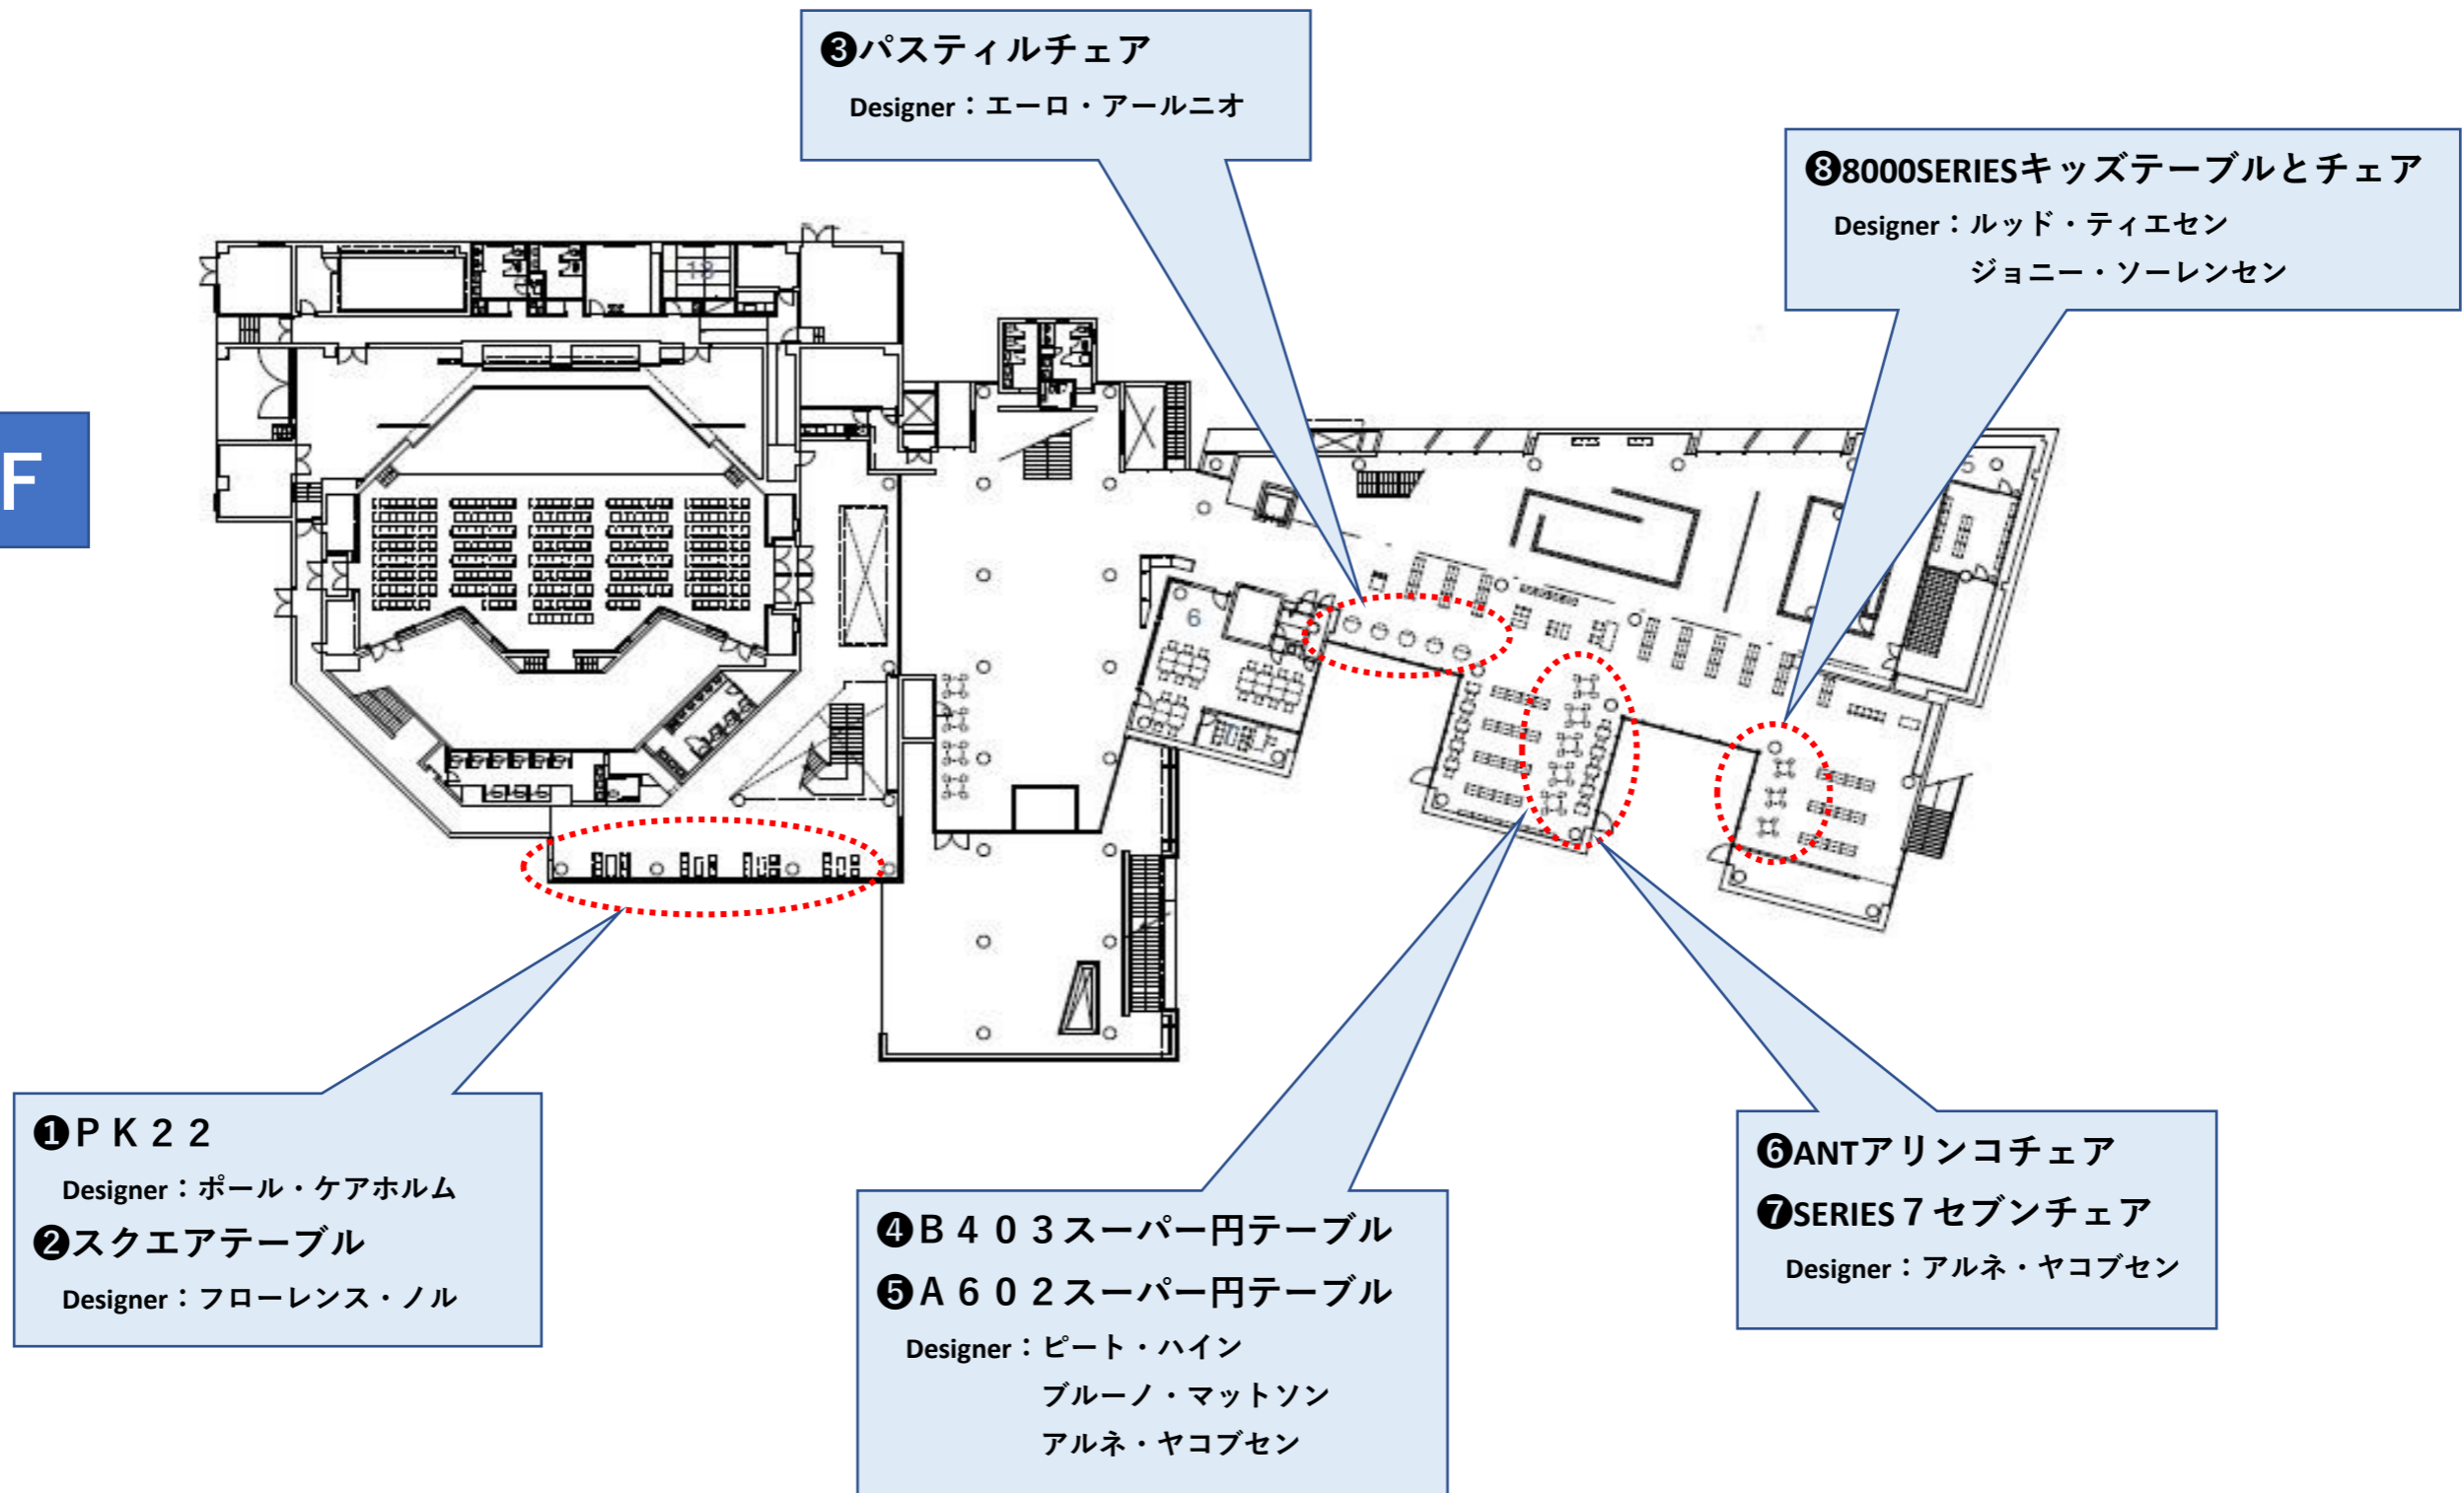 ❸パスティルチェア
Designer：エーロ・アールニオ
❽8000SERIESキッズテーブルとチェア
Designer：ルッド・ティエセン
ジョニー・ソーレンセン
F
13
5
6
❶ＰＫ２２
Designer：ポール・ケアホルム
❷スクエアテーブル
Designer：フローレンス・ノル
❹Ｂ４０３スーパー円テーブル
❺Ａ６０２スーパー円テーブル
Designer：ピート・ハイン
ブルーノ・マットソン
アルネ・ヤコブセン
❻ANTアリンコチェア
❼SERIES７セブンチェア
Designer：アルネ・ヤコブセン